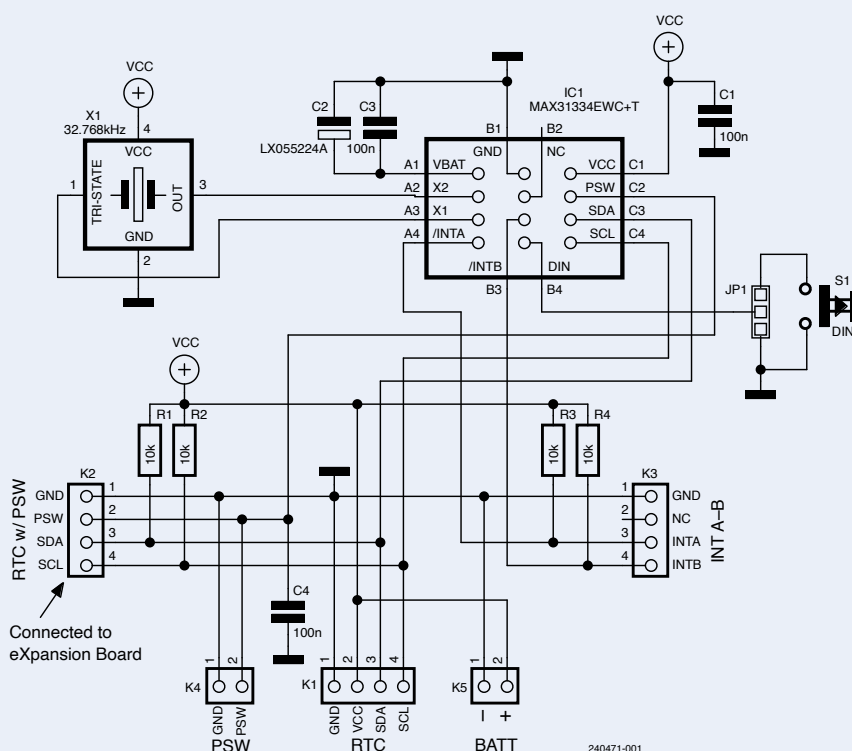 VCC
X1
32.768kHz
4
VCC
1
TRI-STATE
OUT
3
GND
2
C2
LX055224A
C3
100n
IC1
MAX31334EWC+T
VCC
C1
100n
B1
B2
GND
NC
A1
VBAT
VCC
C1
A2
X2
PSW
C2
A3
X1
SDA
C3
A4
/INTA
SCL
C4
/INTB
DIN
B3
B4
JP1
S1
DIN
VCC
R1
10k
R2
10k
R3
10k
R4
10k
RTC w/ PSW
K2
GND
1
PSW
2
SDA
3
SCL
4
Connected to
eXpansion Board
K3
1
GND
2
NC
3
INTA
4
INTB
INT A–B
C4
100n
K4
1
2
GND
PSW
PSW
K1
1
2
3
4
GND
VCC
SDA
SCL
RTC
K5
1
2
–
+
BATT
240471-001